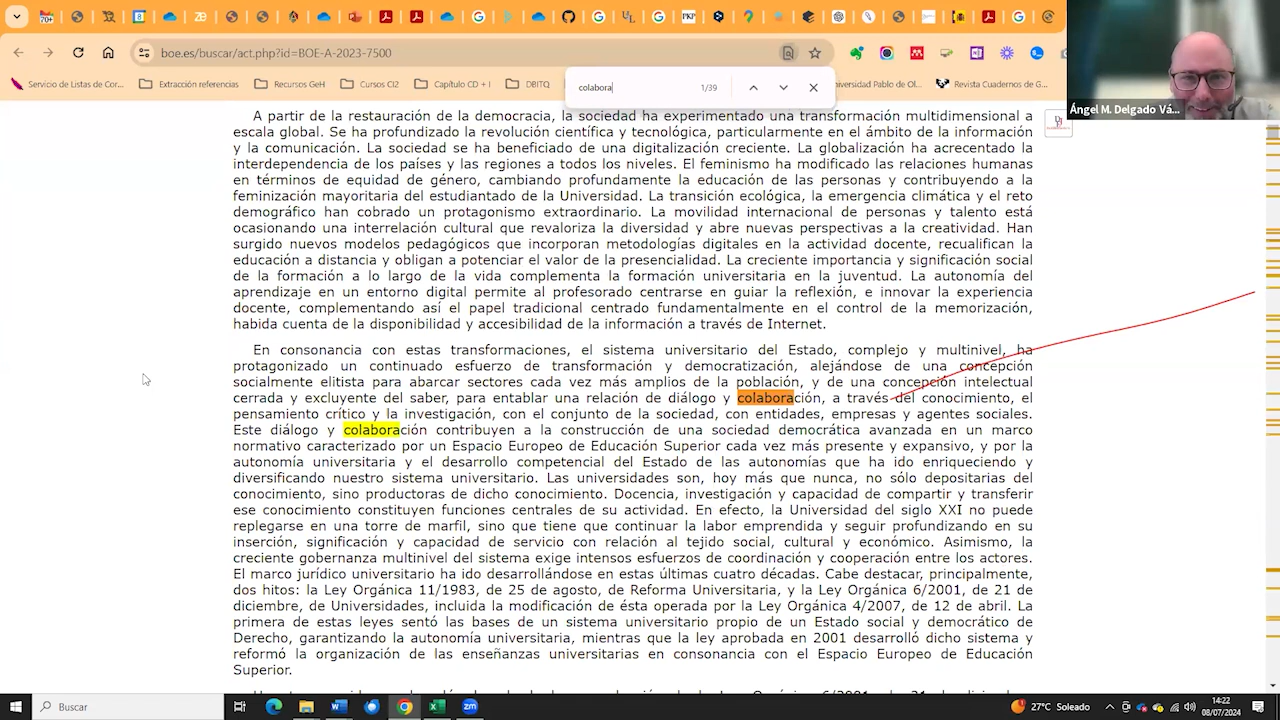 70+
boe.es/buscar/act.php?id=BOE-A-2023-7500
Servicio de Listas de Cor...
Extracción referencias
Recursos GeH
Cursos CI2
Capítulo CD + I
DBITQ
niversidad Pablo de Ol...
Revista Cuadernos de G...
colabora
1/39
Ángel M. Delgado Vá...
A partir de la restauración de la democracia, la sociedad ha experimentado una transformación multidimensional a
escala global. Se ha profundizado la revolución científica y tecnológica, particularmente en el ámbito de la información
y la comunicación. La sociedad se ha beneficiado de una digitalización creciente. La globalización ha acrecentado la
interdependencia de los países y las regiones a todos los niveles. El feminismo ha modificado las relaciones humanas
en términos de equidad de género, cambiando profundamente la educación de las personas y contribuyendo a la
feminización mayoritaria del estudiantado de la Universidad. La transición ecológica, la emergencia climática y el reto
demográfico han cobrado un protagonismo extraordinario. La movilidad internacional de personas y talento está
ocasionando una interrelación cultural que revaloriza la diversidad y abre nuevas perspectivas a la creatividad. Han
surgido nuevos modelos pedagógicos que incorporan metodologías digitales en la actividad docente, recualifican la
educación a distancia y obligan a potenciar el valor de la presencialidad. La creciente importancia y significación social
de la formación a lo largo de la vida complementa la formación universitaria en la juventud. La autonomía del
aprendizaje en un entorno digital permite al profesorado centrarse en guiar la reflexión, e innovar la experiencia
docente, complementando así el papel tradicional centrado fundamentalmente en el control de la memorización,
habida cuenta de la disponibilidad y accesibilidad de la información a través de Internet.
En consonancia con estas transformaciones, el sistema universitario del Estado, complejo y multinivel, ha
protagonizado un continuado esfuerzo de transformación y democratización, alejándose de una concepción
socialmente elitista para abarcar sectores cada vez más amplios de la población, y de una concepción intelectual
cerrada y excluyente del saber, para entablar una relación de diálogo y colaboración, a través del conocimiento, el
pensamiento crítico y la investigación, con el conjunto de la sociedad, con entidades, empresas y agentes sociales.
Este diálogo y colaboración contribuyen a la construcción de una sociedad democrática avanzada en un marco
normativo caracterizado por un Espacio Europeo de Educación Superior cada vez más presente y expansivo, y por la
autonomía universitaria y el desarrollo competencial del Estado de las autonomías que ha ido enriqueciendo y
diversificando nuestro sistema universitario. Las universidades son, hoy más que nunca, no sólo depositarias del
conocimiento, sino productoras de dicho conocimiento. Docencia, investigación y capacidad de compartir y transferir
ese conocimiento constituyen funciones centrales de su actividad. En efecto, la Universidad del siglo XXI no puede
replegarse en una torre de marfil, sino que tiene que continuar la labor emprendida y seguir profundizando en su
inserción, significación y capacidad de servicio con relación al tejido social, cultural y económico. Asimismo, la
creciente gobernanza multinivel del sistema exige intensos esfuerzos de coordinación y cooperación entre los actores.
El marco jurídico universitario ha ido desarrollándose en estas últimas cuatro décadas. Cabe destacar, principalmente,
dos hitos: la Ley Orgánica 11/1983, de 25 de agosto, de Reforma Universitaria, y la Ley Orgánica 6/2001, de 21 de
diciembre, de Universidades, incluida la modificación de ésta operada por la Ley Orgánica 4/2007, de 12 de abril. La
primera de estas leyes sentó las bases de un sistema universitario propio de un Estado social y democrático de
Derecho, garantizando la autonomía universitaria, mientras que la ley aprobada en 2001 desarrolló dicho sistema y
reformó la organización de las enseñanzas universitarias en consonancia con el Espacio Europeo de Educación
Superior.
Buscar
27°C Soleado
14:22
08/07/2024